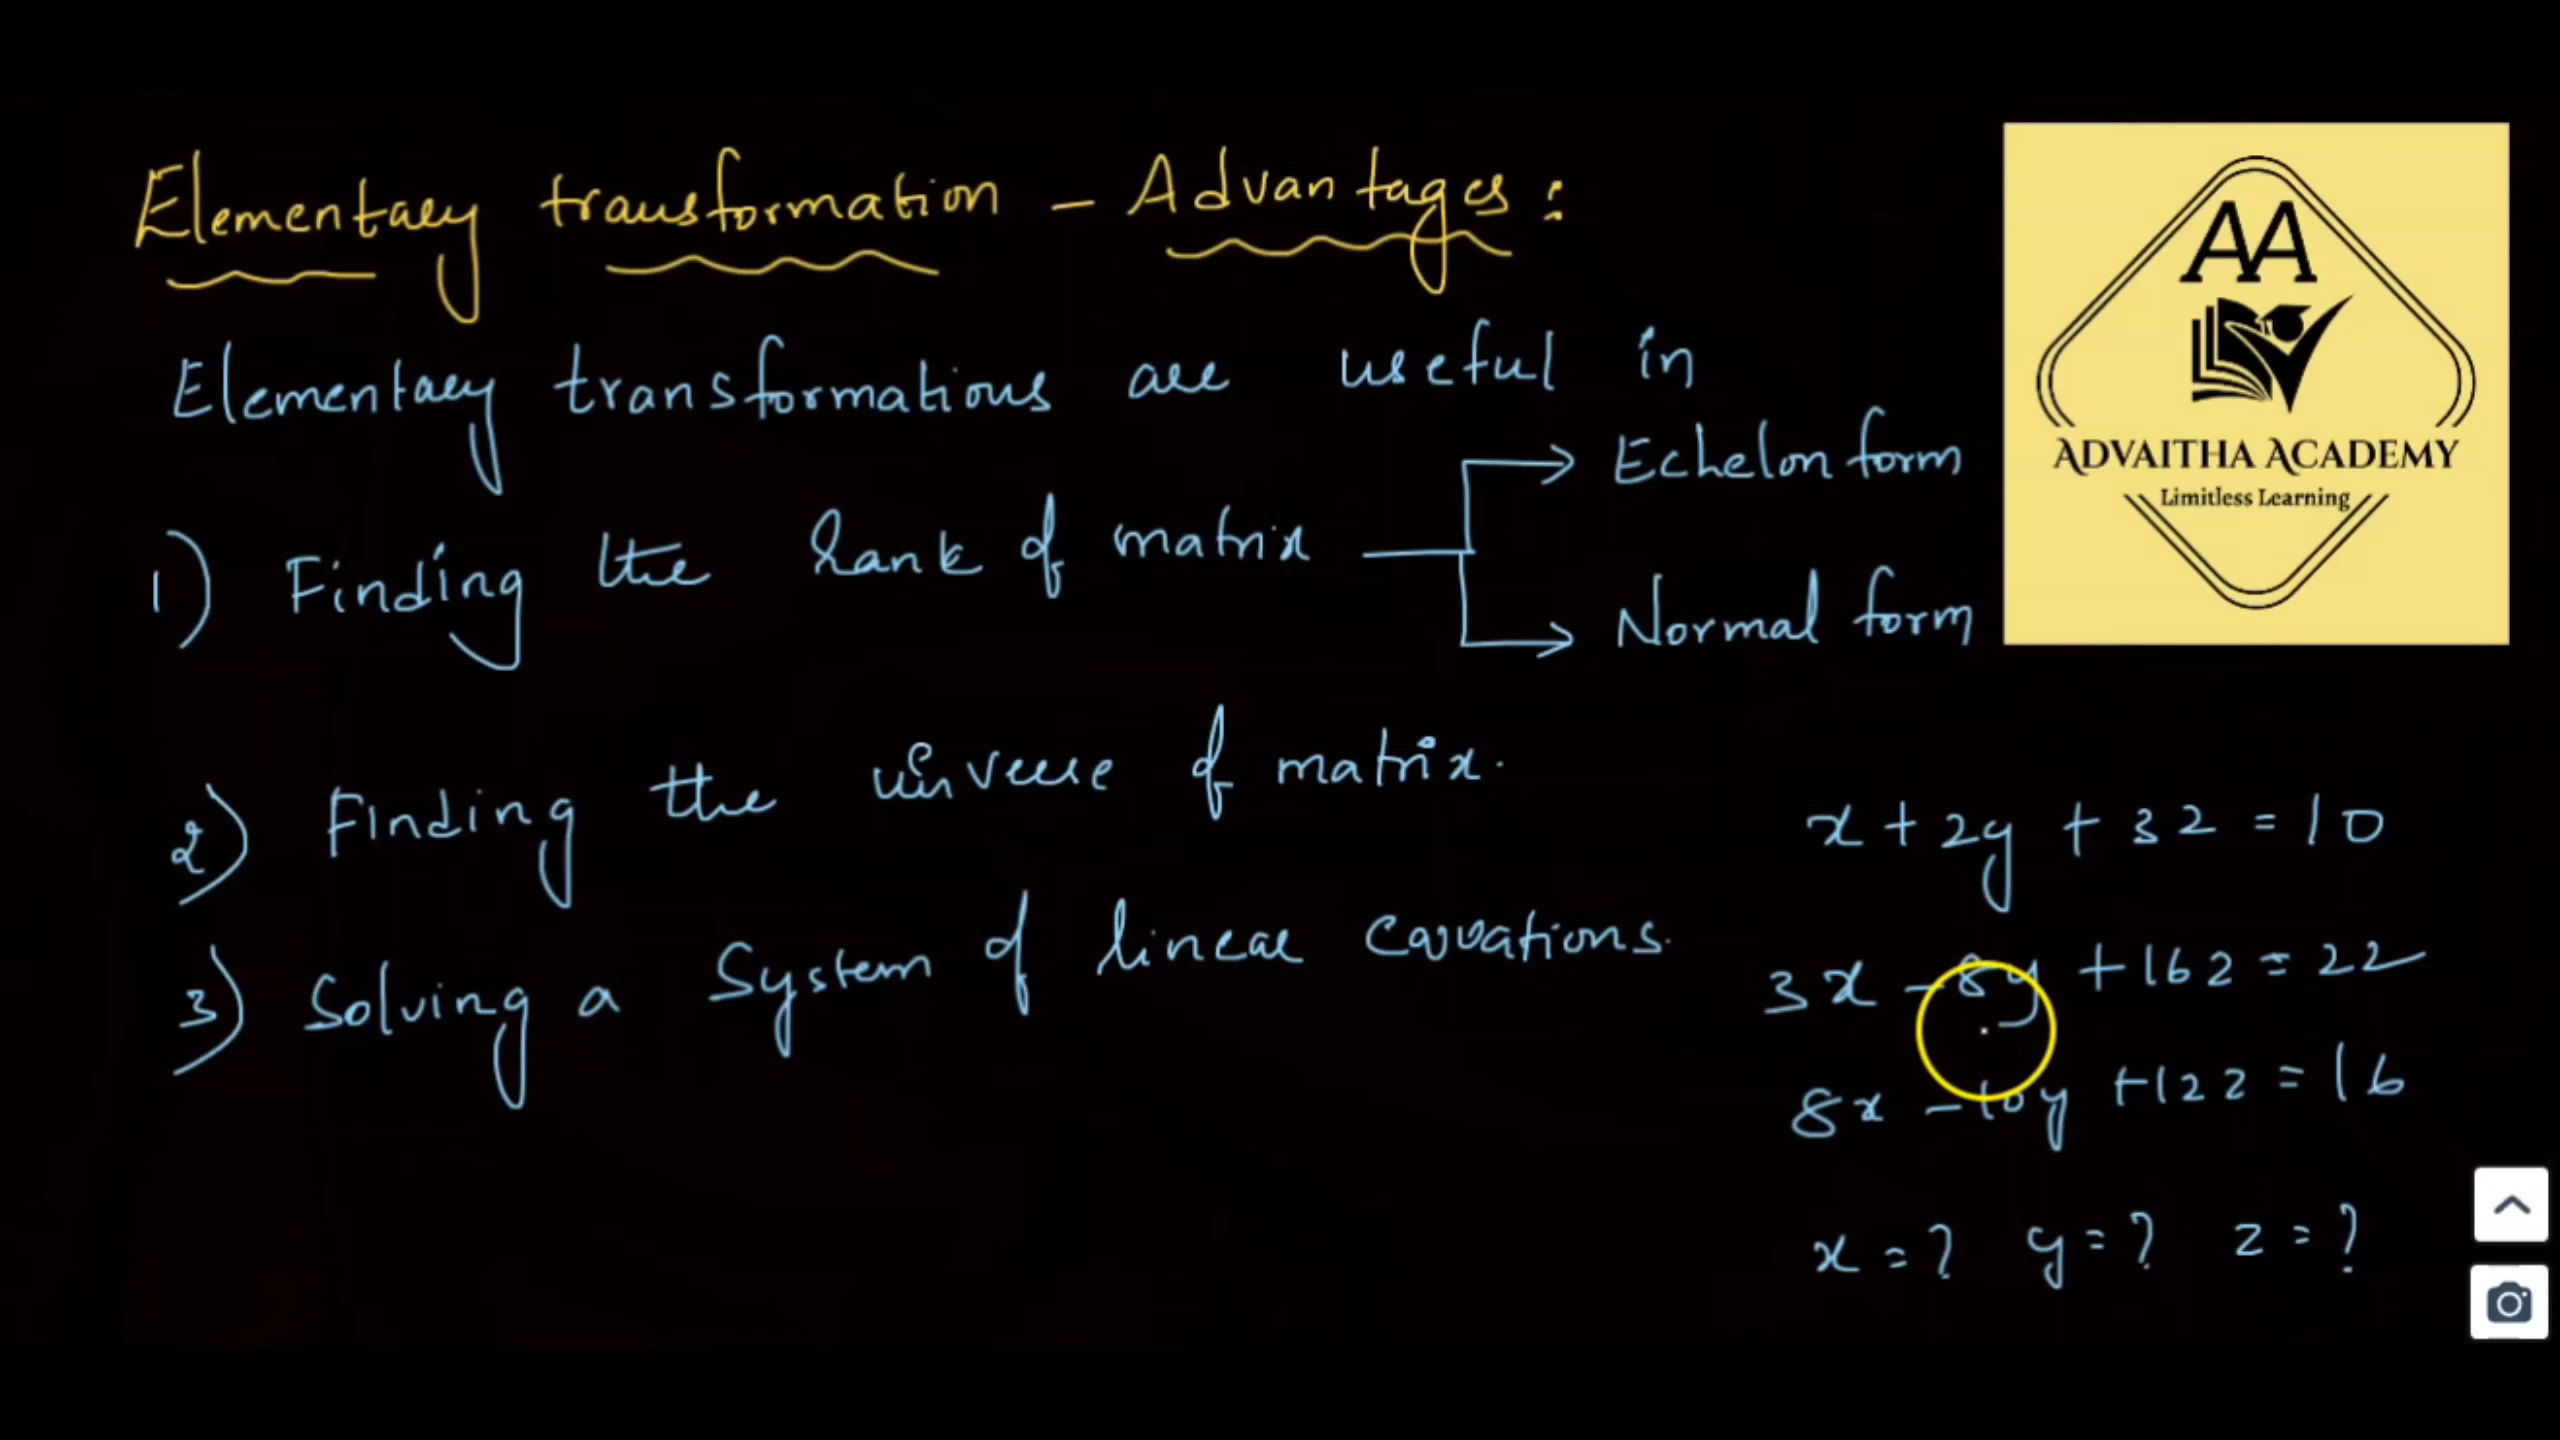 Elementary transformation - Advantages :
Elementary transformations are useful in
1) Finding the rank of matrix
Echelon form
Normal form
2) Finding the inverse of matrix.
3) Solving a System of linear equations.
x + 2y + 3z = 10
3x - 8y + 16z = 22
8x - 10y + 12z = 16
x = ? y = ? z = ?
AA
ADVAITHA ACADEMY
Limitless Learning